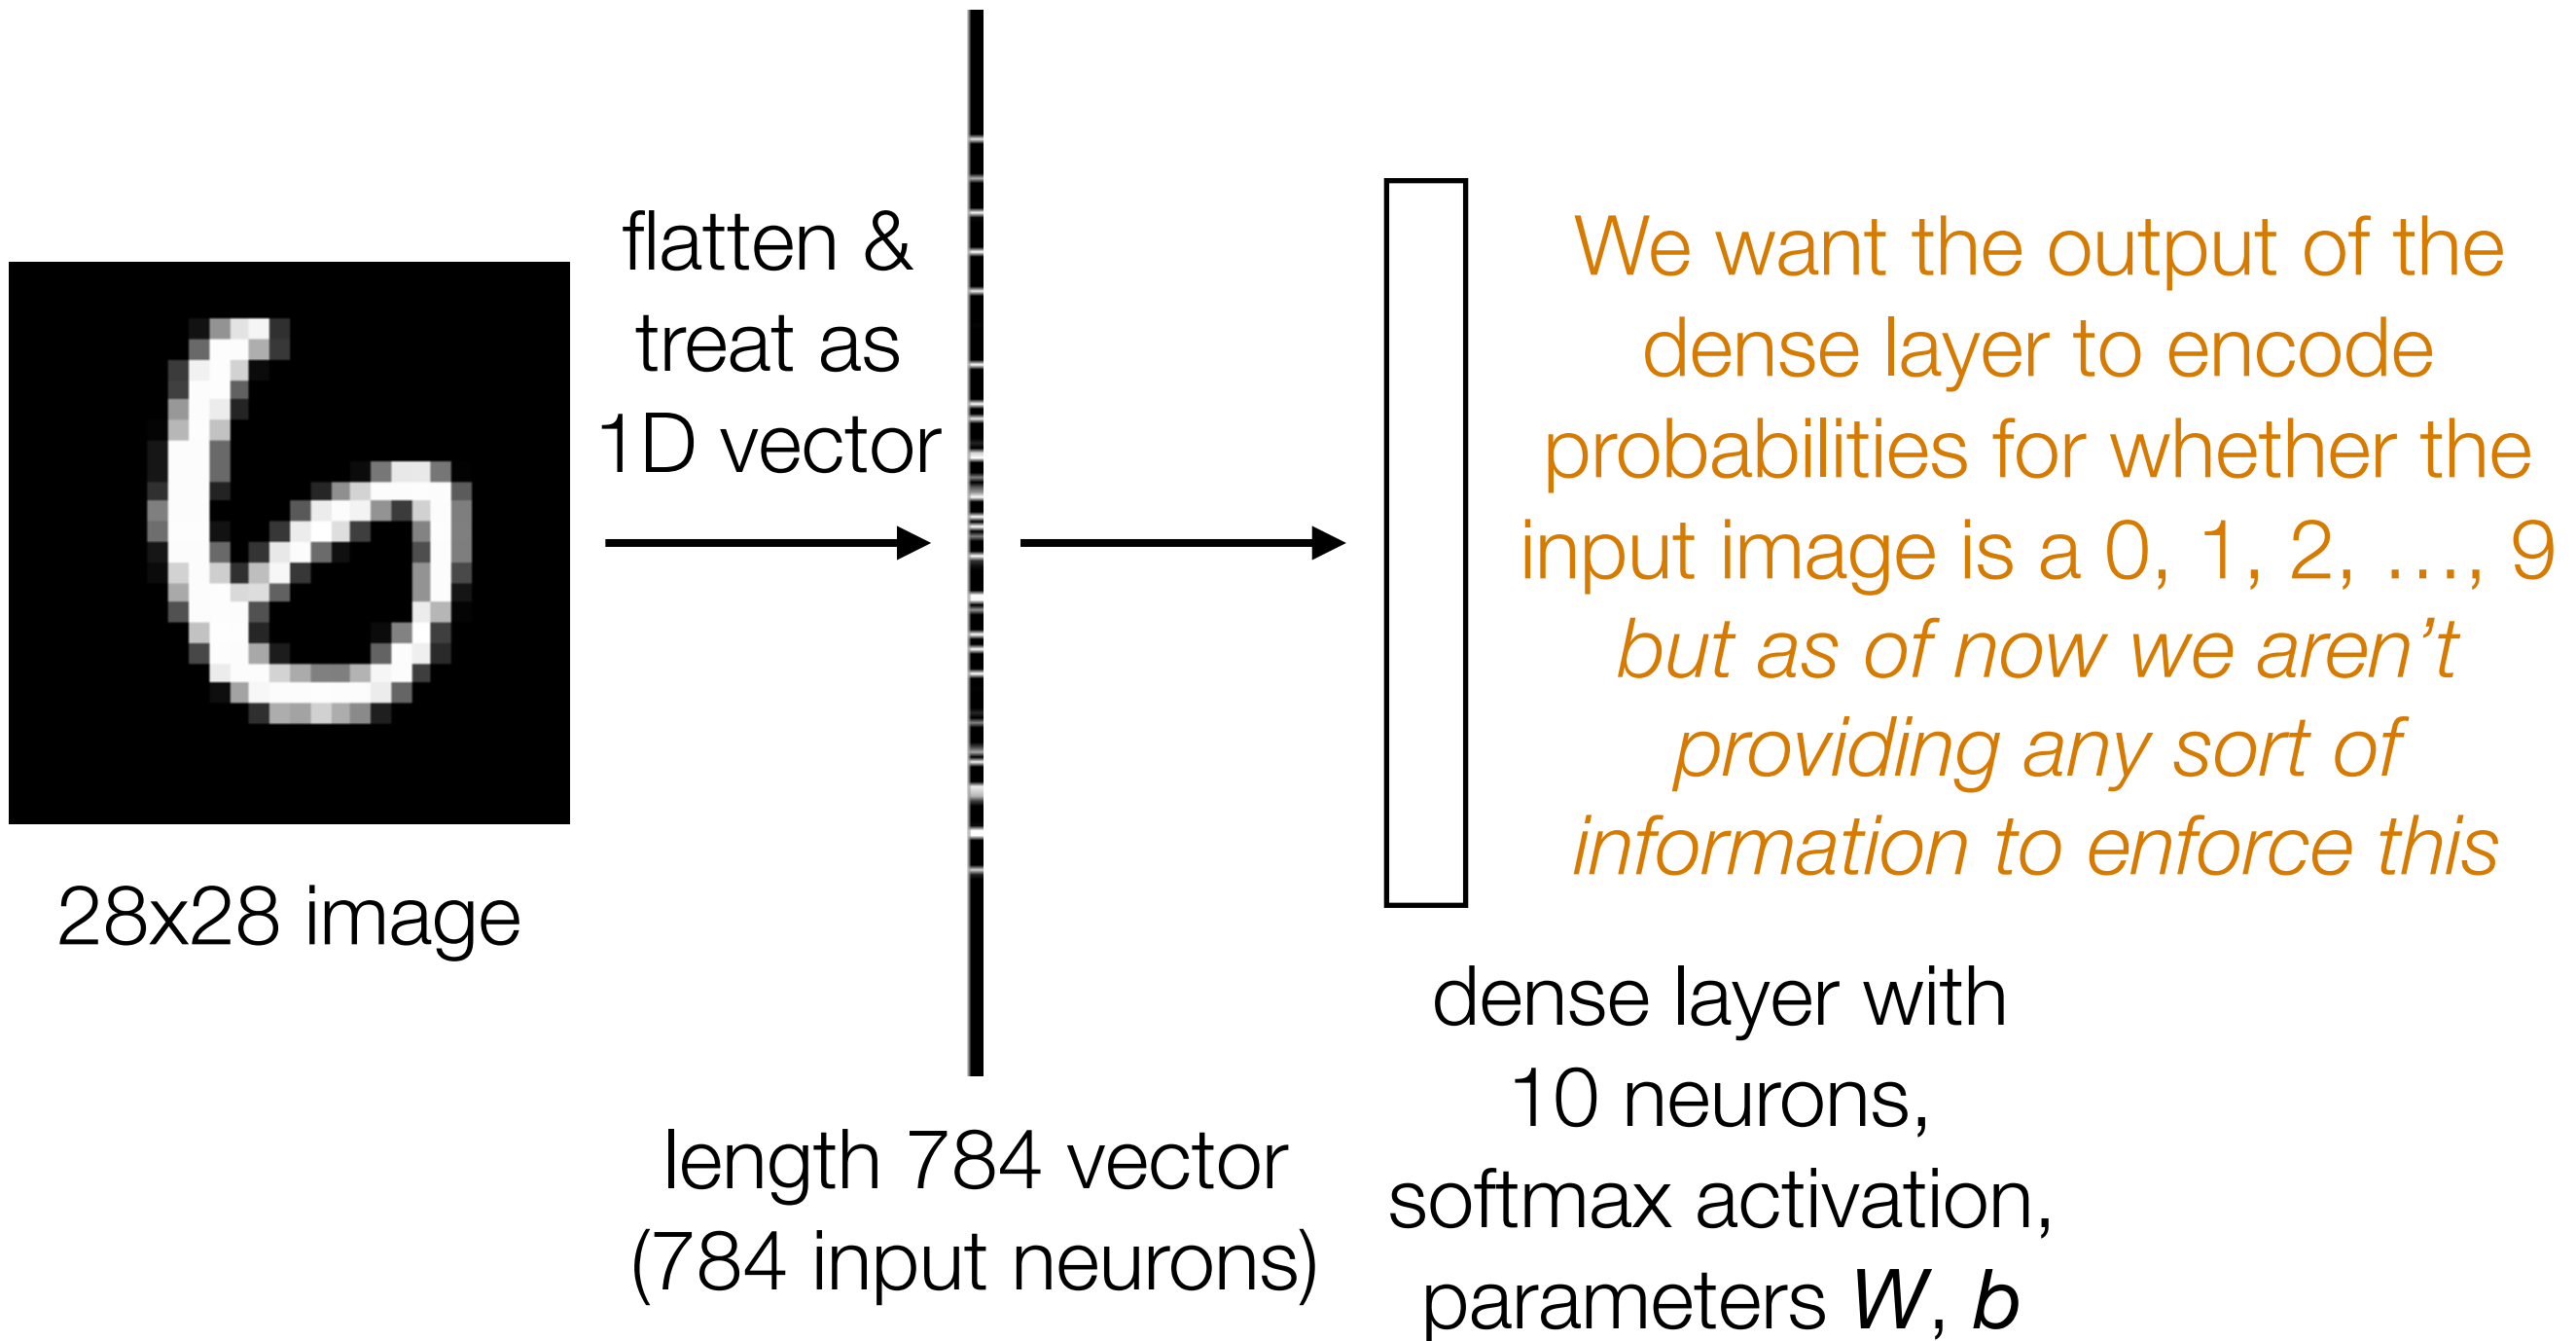 flatten &
treat as
1D vector
28x28 image
length 784 vector
(784 input neurons)
We want the output of the
dense layer to encode
probabilities for whether the
input image is a 0, 1, 2, …, 9
but as of now we aren’t
providing any sort of
information to enforce this
dense layer with
10 neurons,
softmax activation,
parameters W, b